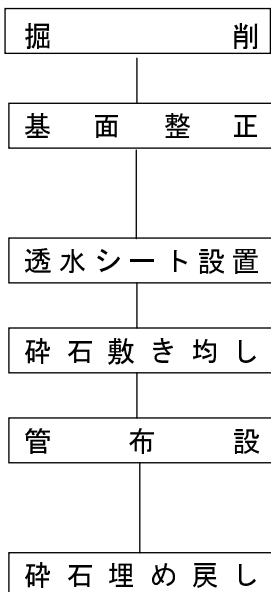 掘削
基面整正
透水シート設置
砕石敷き均し
管布設
砕石埋め戻し